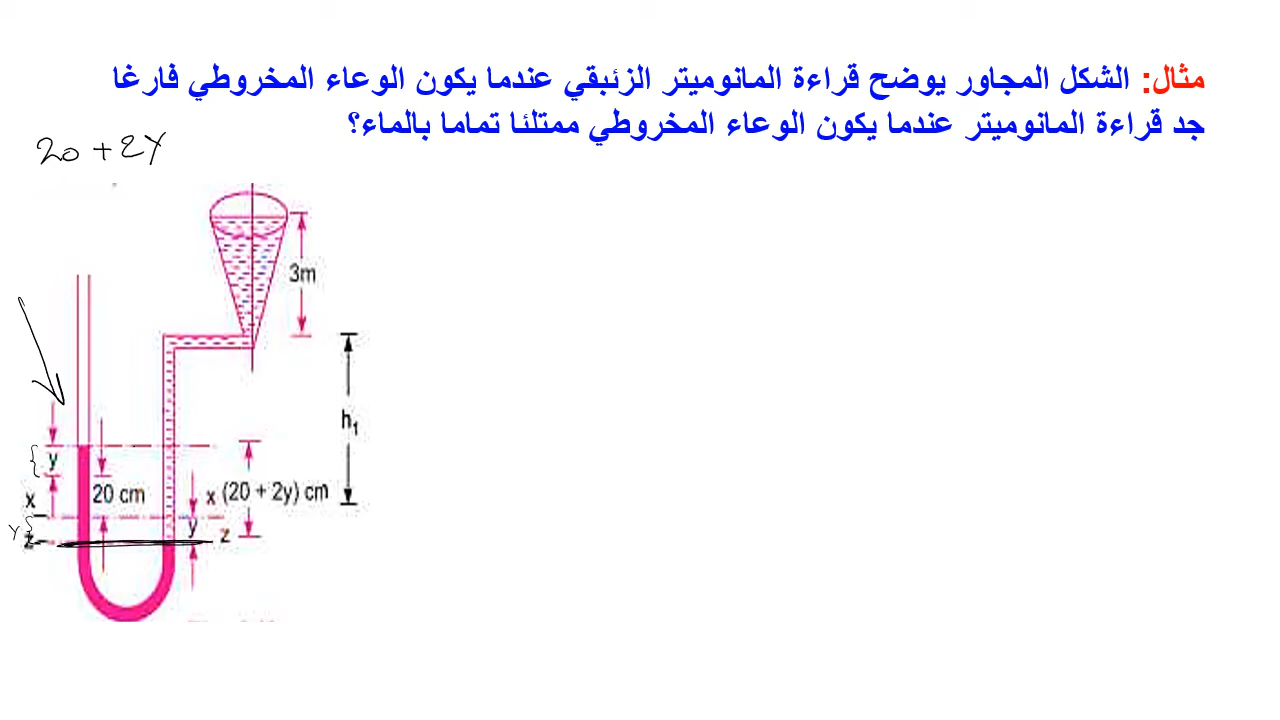 مثال: الشكل المجاور يوضح قراءة المانوميتر الزئبقي عندما يكون الوعاء المخروطي فارغا
جد قراءة المانوميتر عندما يكون الوعاء المخروطي ممتلئا تماما بالماء؟
20 + 2Y
3m
h₁
y
20 cm
x (20 + 2y) cm
x
Y
y
z
z